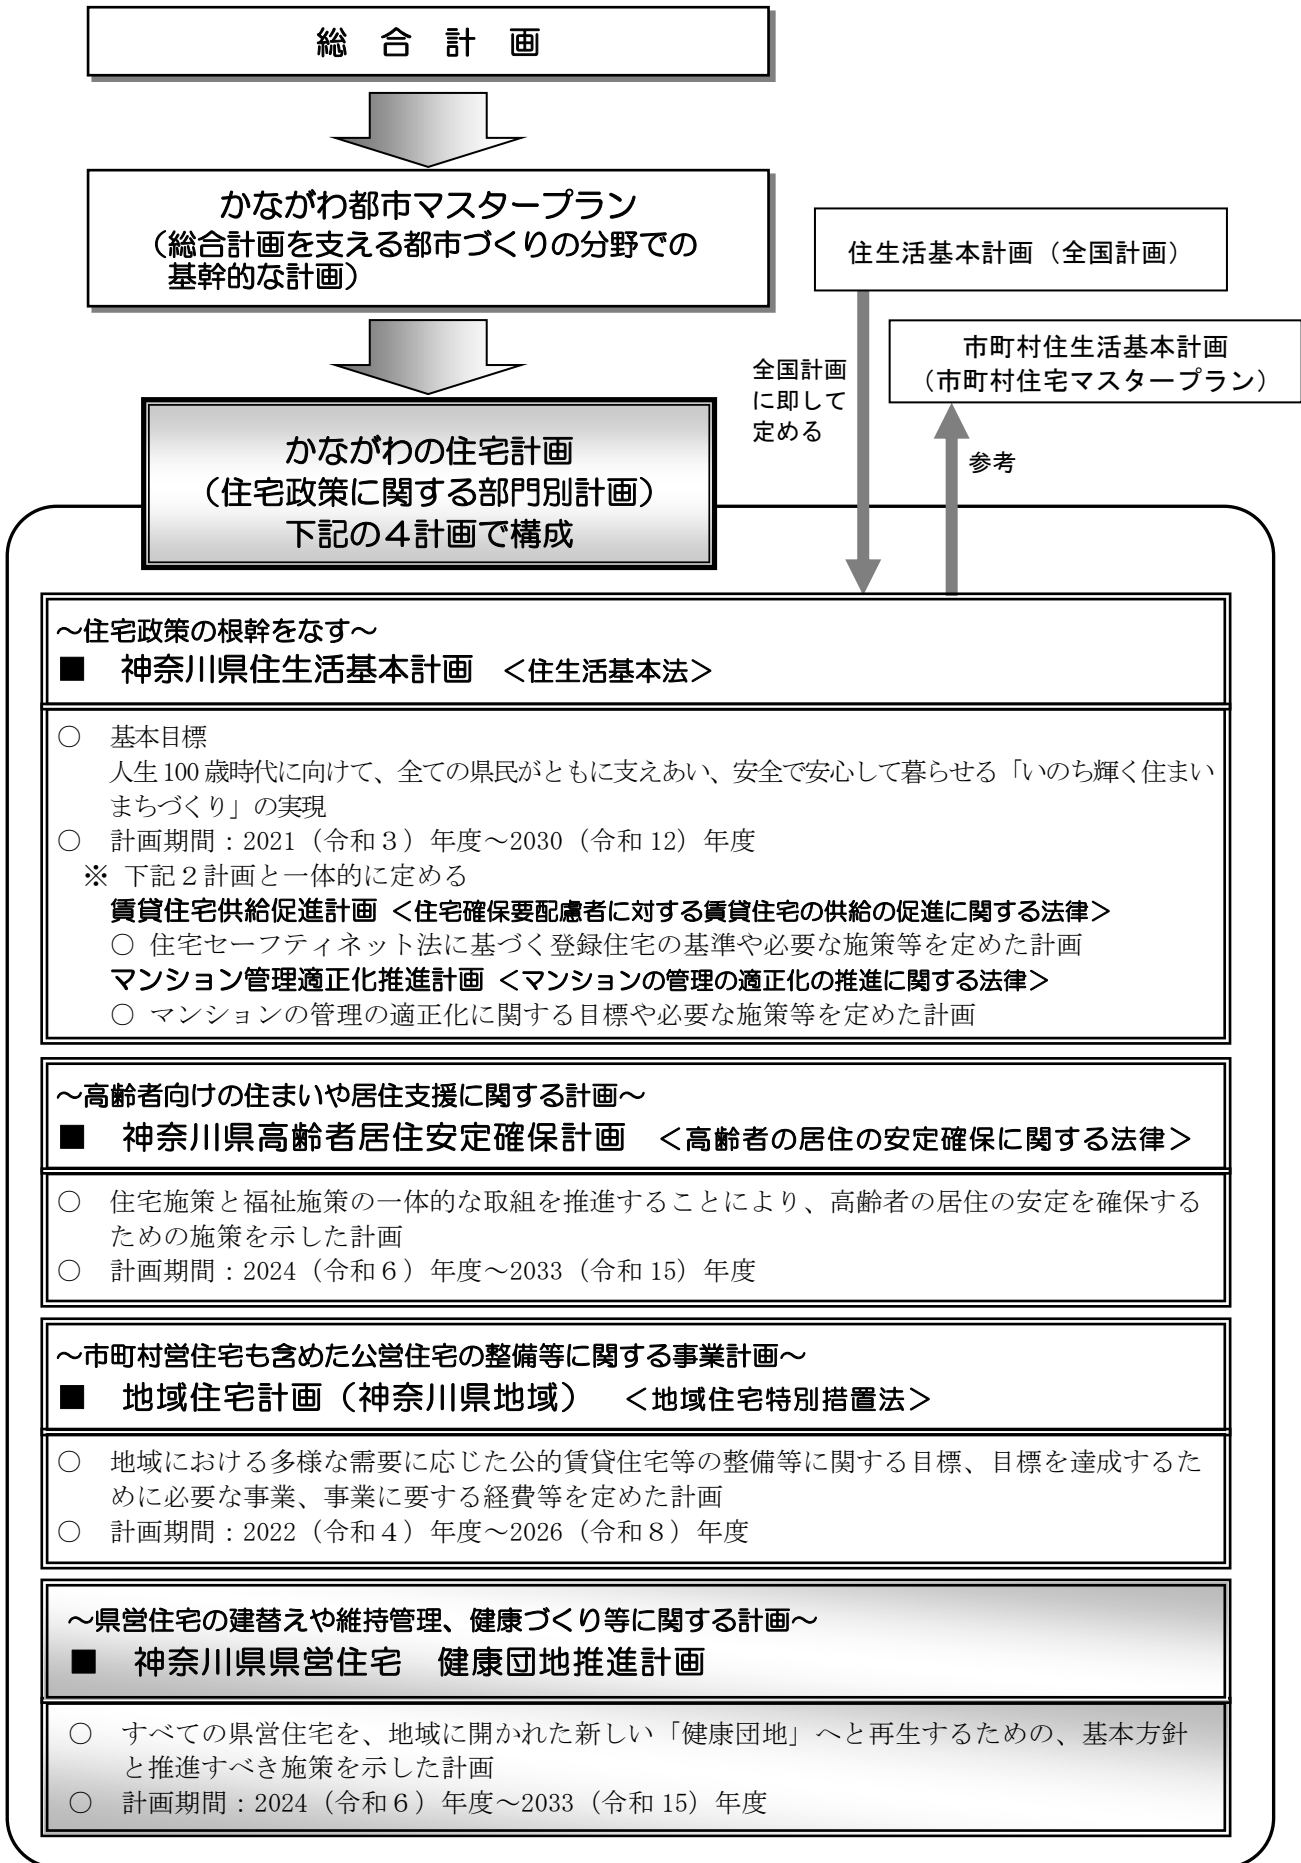 総 合 計 画
かながわ都市マスタープラン
（総合計画を支える都市づくりの分野での
基幹的な計画）
住生活基本計画（全国計画）
市町村住生活基本計画
（市町村住宅マスタープラン）
全国計画
に即して
定める
参考
かながわの住宅計画
（住宅政策に関する部門別計画）
下記の４計画で構成
～住宅政策の根幹をなす～
■ 神奈川県住生活基本計画 ＜住生活基本法＞
○ 基本目標
人生 100 歳時代に向けて、全ての県民がともに支えあい、安全で安心して暮らせる「いのち輝く住まい
まちづくり」の実現
○ 計画期間：2021（令和３）年度～2030（令和 12）年度
※ 下記２計画と一体的に定める
賃貸住宅供給促進計画 ＜住宅確保要配慮者に対する賃貸住宅の供給の促進に関する法律＞
○ 住宅セーフティネット法に基づく登録住宅の基準や必要な施策等を定めた計画
マンション管理適正化推進計画 ＜マンションの管理の適正化の推進に関する法律＞
○ マンションの管理の適正化に関する目標や必要な施策等を定めた計画
～高齢者向けの住まいや居住支援に関する計画～
■ 神奈川県高齢者居住安定確保計画 ＜高齢者の居住の安定確保に関する法律＞
○ 住宅施策と福祉施策の一体的な取組を推進することにより、高齢者の居住の安定を確保する
ための施策を示した計画
○ 計画期間：2024（令和６）年度～2033（令和 15）年度
～市町村営住宅も含めた公営住宅の整備等に関する事業計画～
■ 地域住宅計画（神奈川県地域） ＜地域住宅特別措置法＞
○ 地域における多様な需要に応じた公的賃貸住宅等の整備等に関する目標、目標を達成するた
めに必要な事業、事業に要する経費等を定めた計画
○ 計画期間：2022（令和４）年度～2026（令和８）年度
～県営住宅の建替えや維持管理、健康づくり等に関する計画～
■ 神奈川県県営住宅 健康団地推進計画
○ すべての県営住宅を、地域に開かれた新しい「健康団地」へと再生するための、基本方針
と推進すべき施策を示した計画
○ 計画期間：2024（令和６）年度～2033（令和 15）年度